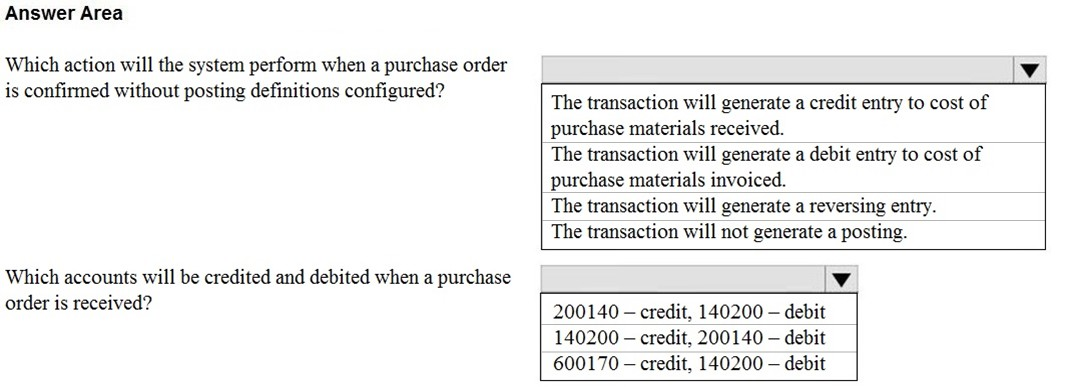 Answer Area
Which action will the system perform when a purchase order
is confirmed without posting definitions configured?
The transaction will generate a credit entry to cost of
purchase materials received.
The transaction will generate a debit entry to cost of
purchase materials invoiced.
The transaction will generate a reversing entry.
The transaction will not generate a posting.
Which accounts will be credited and debited when a purchase
order is received?
200140 – credit, 140200 – debit
140200 – credit, 200140 – debit
600170 – credit, 140200 – debit